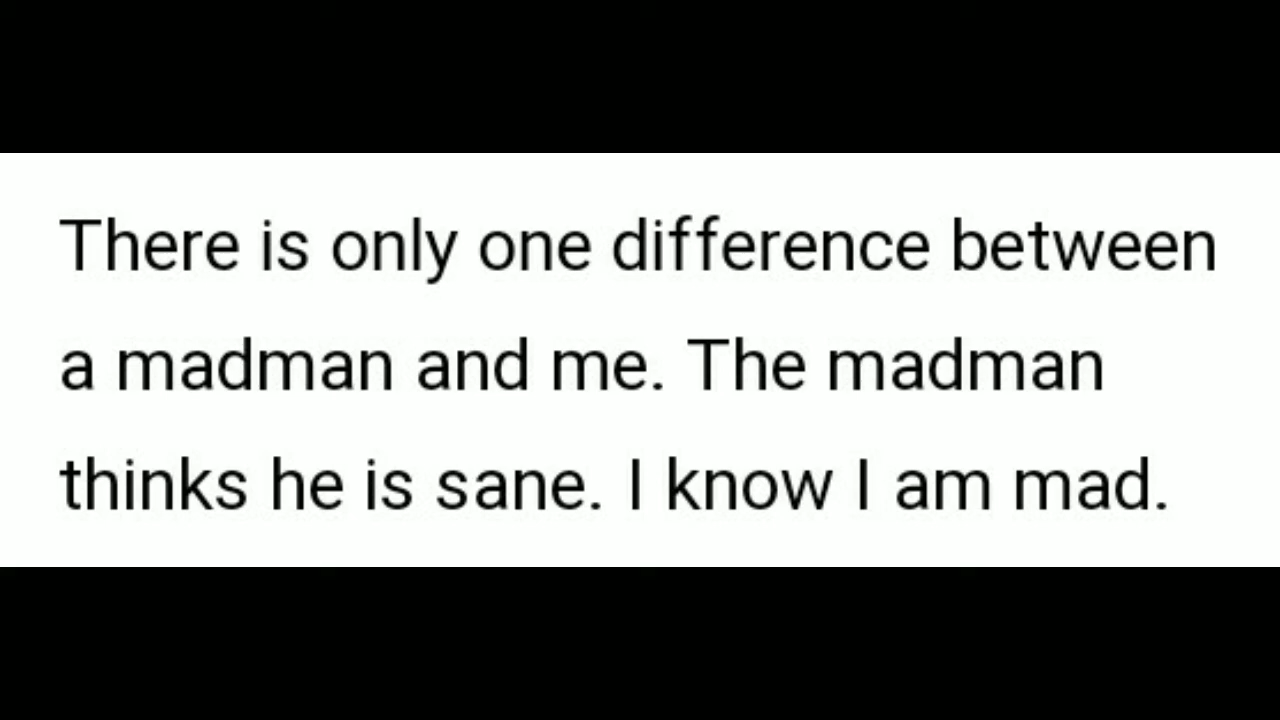 There is only one difference between
a madman and me. The madman
thinks he is sane. I know I am mad.